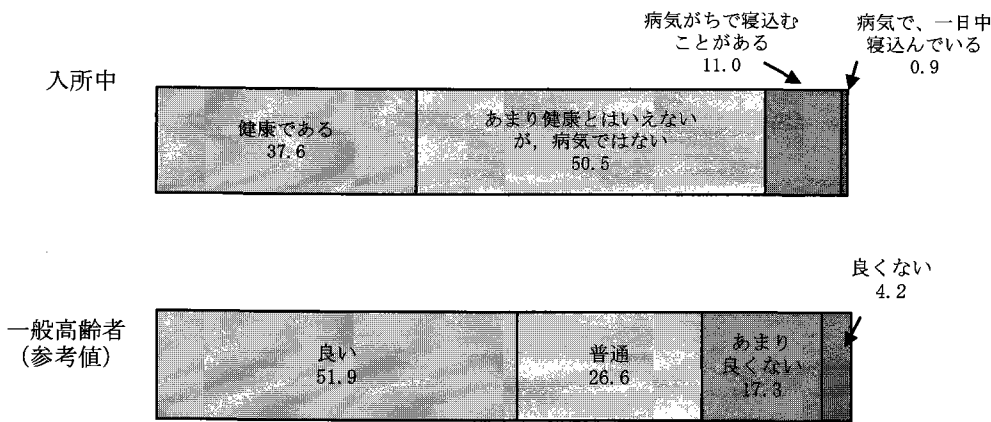 病気がちで寝込む
ことがある
11.0
病気で、一日中
寝込んでいる
0.9
入所中
健康である
37.6
あまり健康とはいえない
が，病気ではない
50.5
良くない
4.2
一般高齢者
(参考値)
良い
51.9
普通
26.6
あまり
良くない
17.3